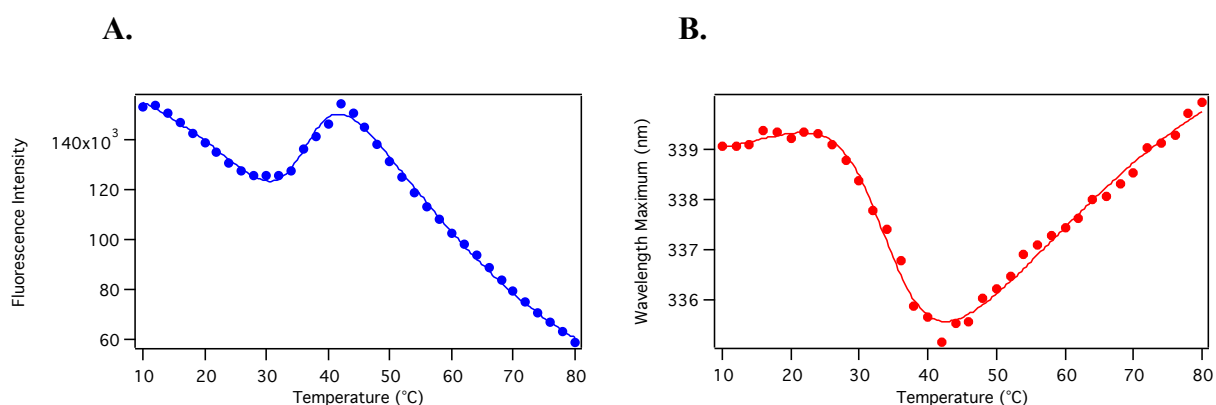 A.
Fluorescence Intensity
140x10³
120
100
80
60
10 20 30 40 50 60 70 80
Temperature (°C)
B.
Wavelength Maximum (nm)
339
338
337
336
10 20 30 40 50 60 70 80
Temperature (°C)